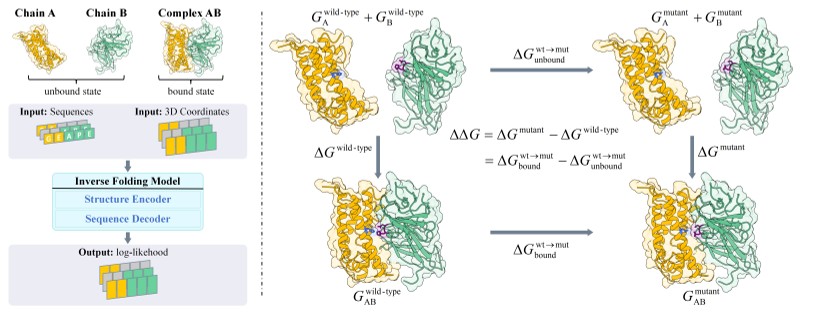 Chain A Chain B Complex AB
unbound state bound state
Input: Sequences Input: 3D Coordinates
G E A P E
Inverse Folding Model
Structure Encoder
Sequence Decoder
Output: log-likehood
G_A^wild-type + G_B^wild-type
ΔG_unbound^wt→mut
G_A^mutant + G_B^mutant
ΔG^wild-type
ΔΔG = ΔG^mutant − ΔG^wild-type
= ΔG_bound^wt→mut − ΔG_unbound^wt→mut
ΔG^mutant
ΔG_bound^wt→mut
G_AB^wild-type
G_AB^mutant